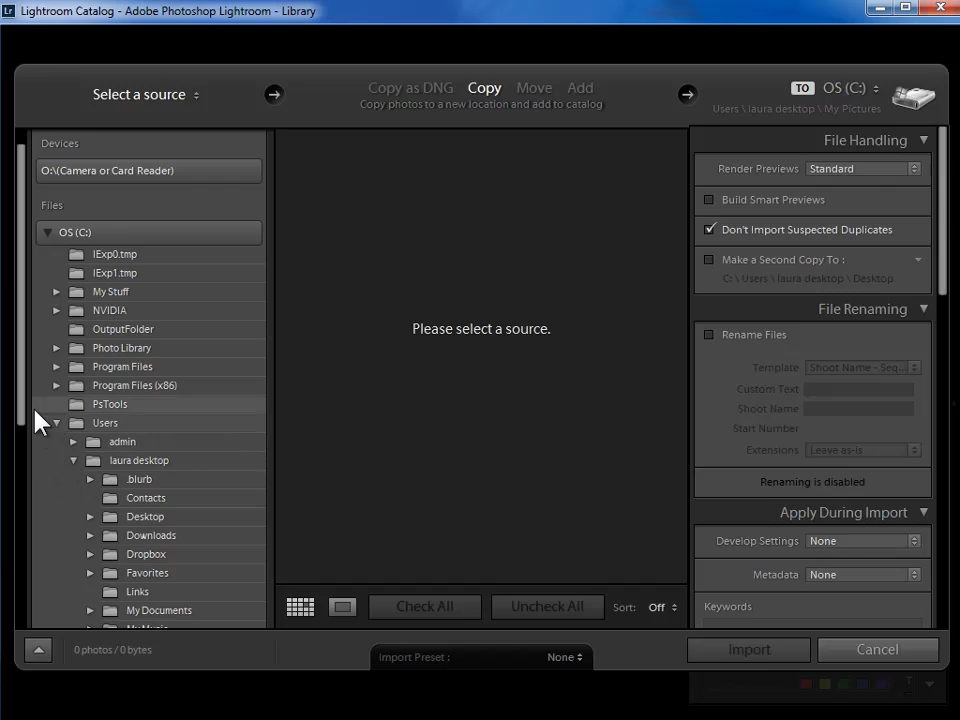 Lightroom Catalog - Adobe Photoshop Lightroom - Library
Select a source
Copy as DNG Copy Move Add
Copy photos to a new location and add to catalog
TO OS (C:)
Users \ laura desktop \ My Pictures
Devices
O:\(Camera or Card Reader)
Files
OS (C:)
IExp0.tmp
IExp1.tmp
My Stuff
NVIDIA
OutputFolder
Photo Library
Program Files
Program Files (x86)
PsTools
Users
admin
laura desktop
.blurb
Contacts
Desktop
Downloads
Dropbox
Favorites
Links
My Documents
My Music
Please select a source.
Check All
Uncheck All
Sort: Off
File Handling
Render Previews Standard
Build Smart Previews
Don't Import Suspected Duplicates
Make a Second Copy To :
C: \ Users \ laura desktop \ Desktop
File Renaming
Rename Files
Template Shoot Name - Seq...
Custom Text
Shoot Name
Start Number
Extensions Leave as-is
Renaming is disabled
Apply During Import
Develop Settings None
Metadata None
Keywords
0 photos / 0 bytes
Import Preset : None
Import
Cancel